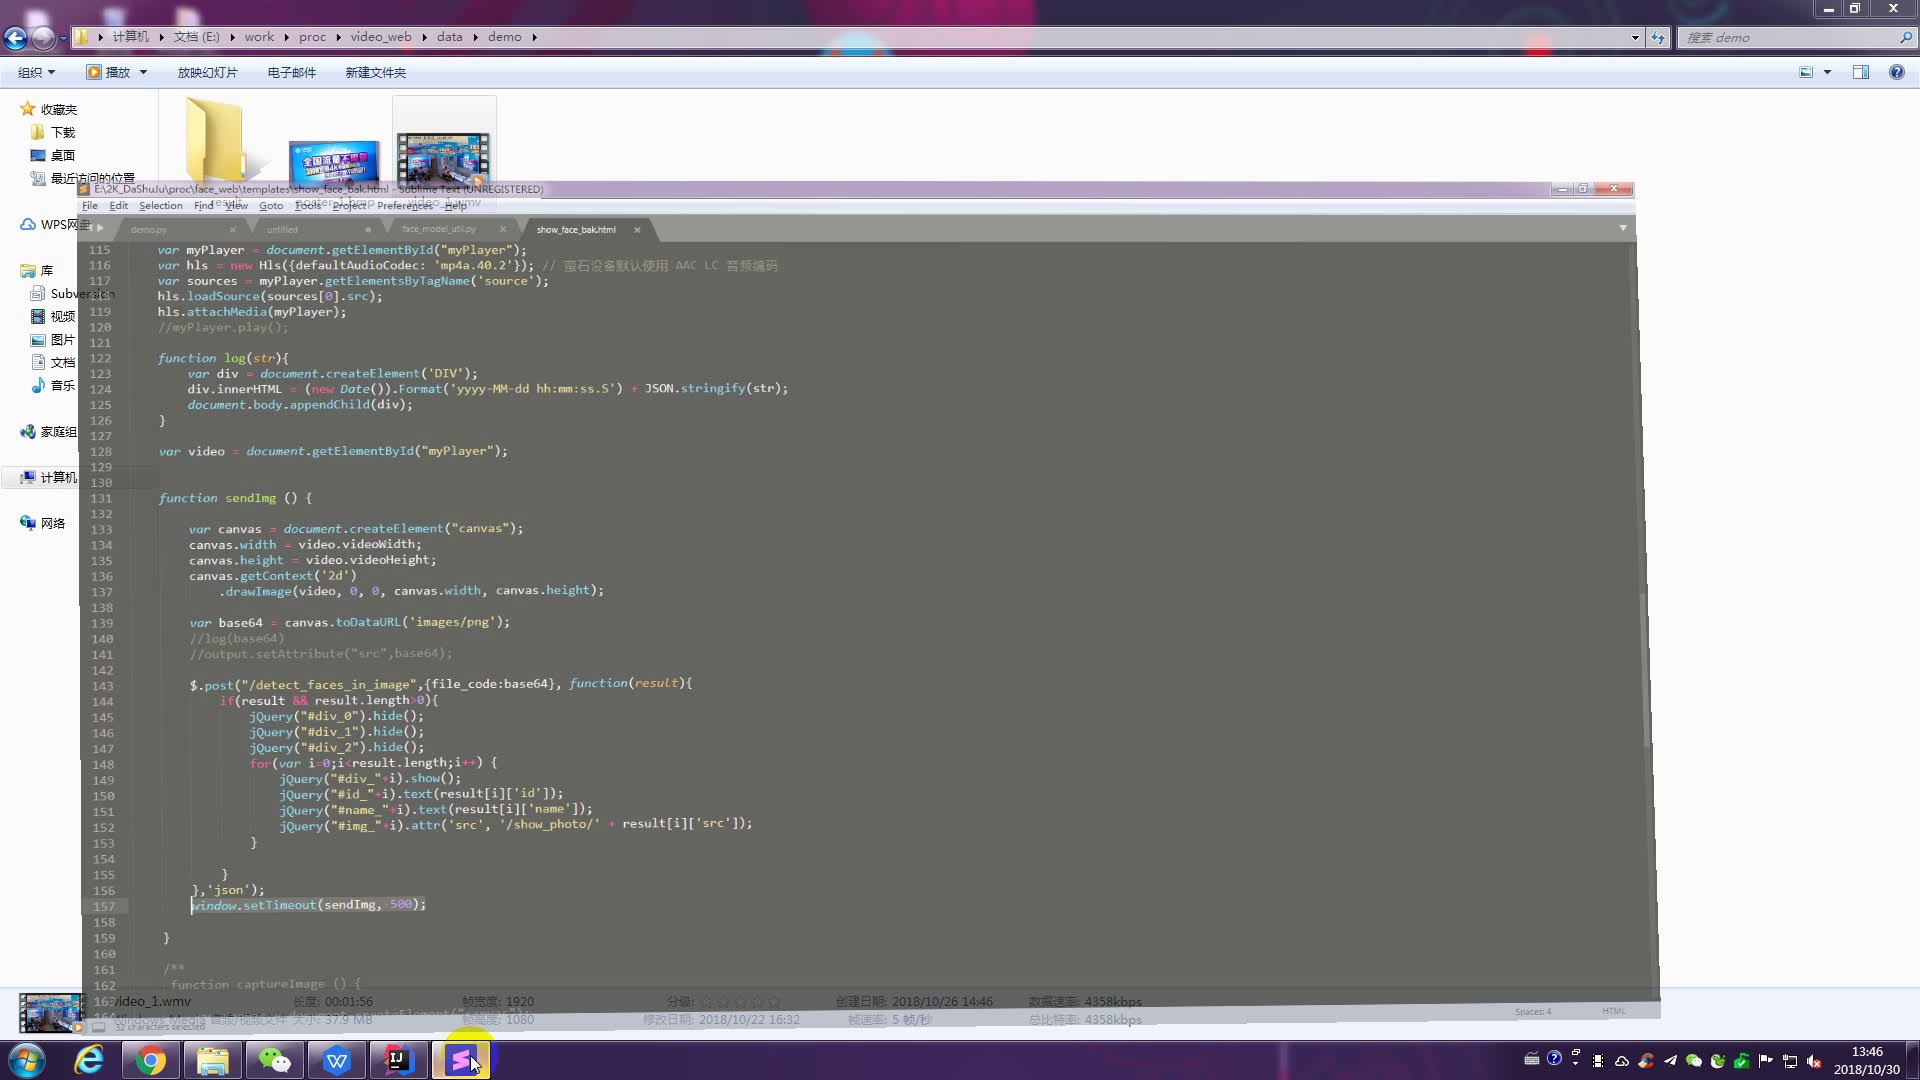 计算机 文档 (E:) work proc video_web data demo
搜索 demo
组织 播放 放映幻灯片 电子邮件 新建文件夹
收藏夹
下载
桌面
最近访问的位置
WPS网盘
库
Subversion
视频
图片
文档
音乐
家庭组
计算机
网络
全国流量不限量
E:\2K_DaShuJu\proc\face_web\templates\show_face_bak.html - Sublime Text (UNREGISTERED)
File Edit Selection Find View Goto Tools Project Preferences Help
demo.py untitled face_model_util.py show_face_bak.html
115 var myPlayer = document.getElementById("myPlayer");
116 var hls = new Hls({defaultAudioCodec: 'mp4a.40.2'}); // 萤石设备默认使用 AAC LC 音频编码
117 var sources = myPlayer.getElementsByTagName('source');
hls.loadSource(sources[0].src);
119 hls.attachMedia(myPlayer);
120 //myPlayer.play();
121
122 function log(str){
123 var div = document.createElement('DIV');
124 div.innerHTML = (new Date()).Format('yyyy-MM-dd hh:mm:ss.S') + JSON.stringify(str);
125 document.body.appendChild(div);
126 }
127
128 var video = document.getElementById("myPlayer");
129
130
131 function sendImg () {
132
133 var canvas = document.createElement("canvas");
134 canvas.width = video.videoWidth;
135 canvas.height = video.videoHeight;
136 canvas.getContext('2d')
137 .drawImage(video, 0, 0, canvas.width, canvas.height);
138
139 var base64 = canvas.toDataURL('images/png');
140 //log(base64)
141 //output.setAttribute("src",base64);
142
143 $.post("/detect_faces_in_image",{file_code:base64}, function(result){
144 if(result && result.length>0){
145 jQuery("#div_0").hide();
146 jQuery("#div_1").hide();
147 jQuery("#div_2").hide();
148 for(var i=0;i<result.length;i++) {
149 jQuery("#div_"+i).show();
150 jQuery("#id_"+i).text(result[i]['id']);
151 jQuery("#name_"+i).text(result[i]['name']);
152 jQuery("#img_"+i).attr('src', '/show_photo/' + result[i]['src']);
153 }
154
155 }
156 },'json');
157 window.setTimeout(sendImg, 500);
158
159 }
160
161 /**
162 function captureImage () {
163
video_1.wmv 长度: 00:01:56 帧宽度: 1920 分级: 创建日期: 2018/10/26 14:46 数据速率: 4358kbps
Windows Media 音频/视频文件 大小: 37.9 MB 帧高度: 1080 修改日期: 2018/10/22 16:32 帧速率: 5 帧/秒 总比特率: 4358kbps
52 characters selected Spaces: 4 HTML
13:46
2018/10/30